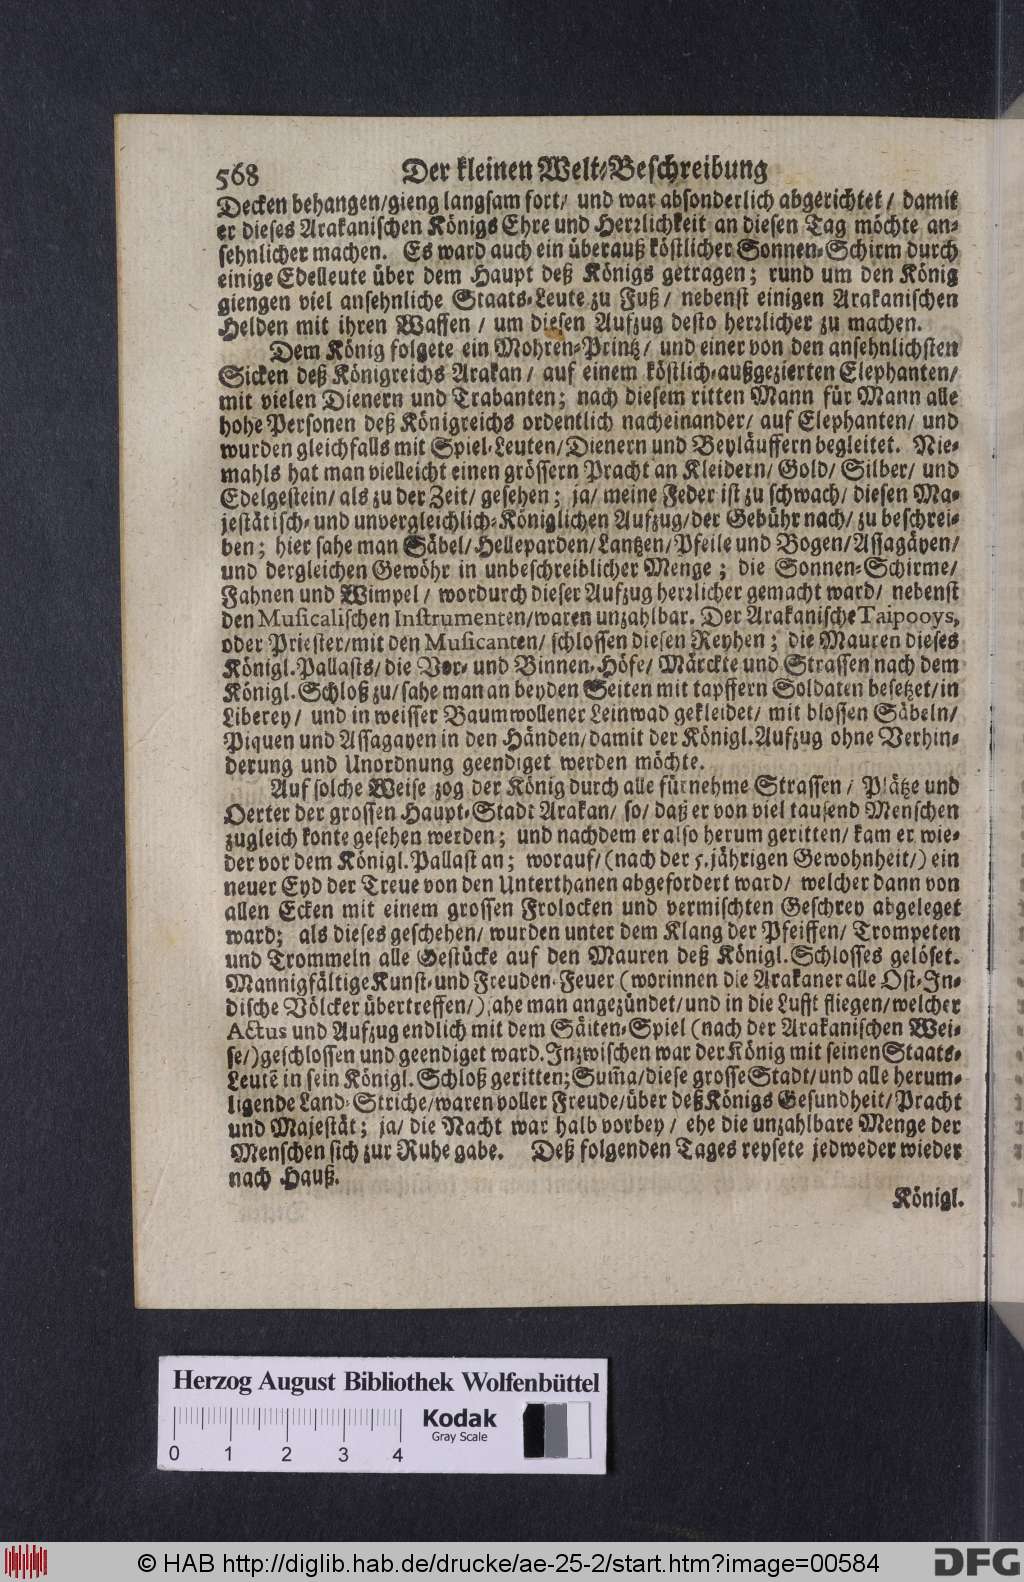 568 Der kleinen Welt-Beschreibung
Decken behangen/gieng langsam fort/ und war absonderlich abgerichtet/ damit
er dieses Arakanischen Königs Ehre und Herrlichkeit an diesen Tag möchte an-
sehnlicher machen. Es ward auch ein überauß köstlicher Sonnen-Schirm durch
einige Edelleute über dem Haupt deß Königs getragen; rund um den König
giengen viel ansehnliche Staats-Leute zu Fuß/ nebenst einigen Arakanischen
Helden mit ihren Waffen/ um diesen Aufzug desto herrlicher zu machen.
Dem König folgete ein Mohren-Printz/ und einer von den ansehnlichsten
Sicken deß Königreichs Arakan/ auf einem köstlich-außgezierten Elephanten/
mit vielen Dienern und Trabanten; nach diesem ritten Mann für Mann alle
hohe Personen deß Königreichs ordentlich nacheinander/ auf Elephanten/ und
wurden gleichfalls mit Spiel-Leuten/Dienern und Beyläuffern begleitet. Nie-
mahls hat man vielleicht einen grössern Pracht an Kleidern/ Gold/ Silber/ und
Edelgestein/ als zu der Zeit/ gesehen; ja/ meine Feder ist zu schwach/ diesen Ma-
jestätisch- und unvergleichlich-Königlichen Aufzug/der Gebühr nach/ zu beschrei-
ben; hier sahe man Säbel/Helleparden/Lantzen/Pfeile und Bogen/Assagäyen/
und dergleichen Gewöhr in unbeschreiblicher Menge; die Sonnen-Schirme/
Fahnen und Wimpel/ wordurch dieser Aufzug herrlicher gemacht ward/ nebenst
den Musicalischen Instrumenten/waren unzahlbar. Der Arakanische Taipooys,
oder Priester/mit den Musicanten/ schlossen diesen Reyhen; die Mauren dieses
Königl. Pallasts/ die Vor- und Binnen-Höfe/ Märckte und Strassen nach dem
Königl. Schloß zu/ sahe man an beyden Seiten mit tapffern Soldaten besetzet/in
Liberey/ und in weisser Baumwollener Leinwad gekleidet/ mit blossen Säbeln/
Piquen und Assagayen in den Händen/damit der Königl. Aufzug ohne Verhin-
derung und Unordnung geendiget werden möchte.
Auf solche Weise zog der König durch alle fürnehme Strassen/ Plätze und
Oerter der grossen Haupt-Stadt Arakan/ so/ daß er von viel tausend Menschen
zugleich konte gesehen werden; und nachdem er also herum geritten/ kam er wie-
der vor dem Königl. Pallast an; worauf/ (nach der 5. jährigen Gewohnheit/) ein
neuer Eyd der Treue von den Unterthanen abgefordert ward/ welcher dann von
allen Ecken mit einem grossen Frolocken und vermischten Geschrey abgeleget
ward; als dieses geschehen/ wurden unter dem Klang der Pfeiffen/ Trompeten
und Trommeln alle Gestücke auf den Mauren deß Königl. Schlosses gelöset.
Mannigfältige Kunst- und Freuden-Feuer (worinnen die Arakaner alle Ost-In-
dische Völcker übertreffen/) sahe man angezündet/ und in die Lufft fliegen/ welcher
Actus und Aufzug endlich mit dem Säiten-Spiel (nach der Arakanischen Wei-
se/) geschlossen und geendiget ward. Inzwischen war der König mit seinen Staats-
Leutē in sein Königl. Schloß geritten; Sum̄a/diese grosse Stadt/und alle herum-
ligende Land-Striche/waren voller Freude/über deß Königs Gesundheit/ Pracht
und Majestät; ja/ die Nacht war halb vorbey/ ehe die unzahlbare Menge der
Menschen sich zur Ruhe gabe. Deß folgenden Tages reysete jedweder wieder
nach Hauß.
Königl.
Herzog August Bibliothek Wolfenbüttel
Kodak
Gray Scale
0 1 2 3 4
© HAB http://diglib.hab.de/drucke/ae-25-2/start.htm?image=00584
DFG